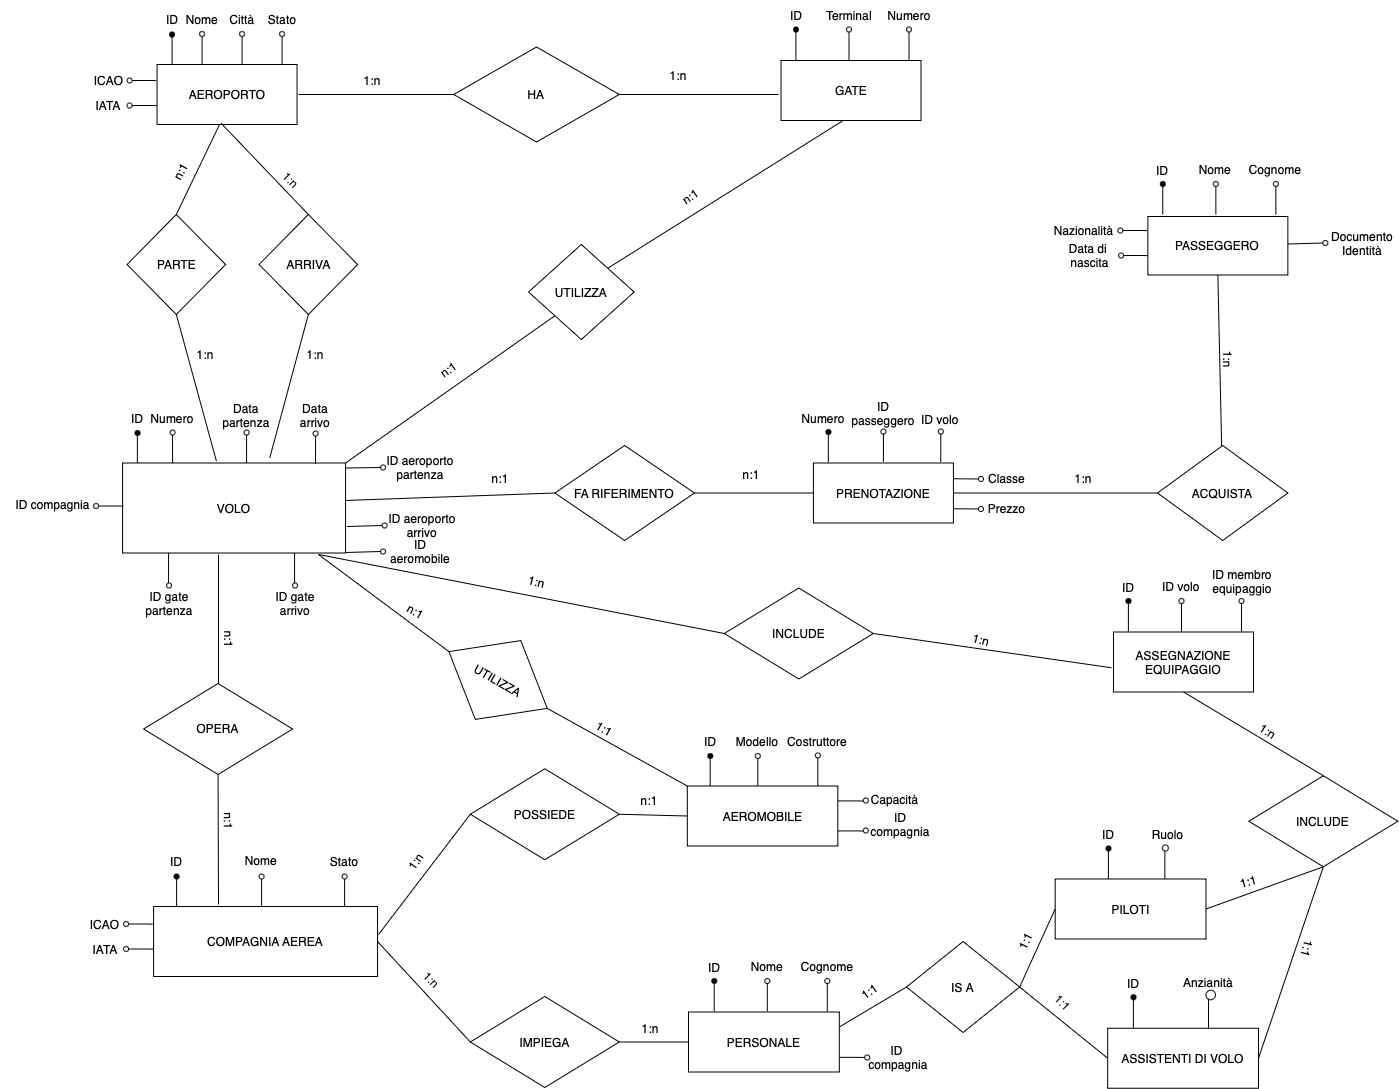 ID Nome Città Stato
ICAO
IATA
AEROPORTO
1:n
HA
1:n
ID Terminal Numero
GATE
n:1
1:n
n:1
PARTE
ARRIVA
UTILIZZA
1:n
1:n
n:1
ID Nome Cognome
Nazionalità
Data di
nascita
PASSEGGERO
Documento
Identità
1:n
ID Numero
Data
partenza
Data
arrivo
ID compagnia
VOLO
ID aeroporto
partenza
ID aeroporto
arrivo
ID
aeromobile
ID gate
partenza
ID gate
arrivo
n:1
FA RIFERIMENTO
n:1
Numero
ID
passeggero
ID volo
PRENOTAZIONE
Classe
Prezzo
1:n
ACQUISTA
1:n
INCLUDE
1:n
ID
ID volo
ID membro
equipaggio
ASSEGNAZIONE
EQUIPAGGIO
n:1
OPERA
n:1
n:1
UTILIZZA
1:1
1:n
INCLUDE
ID Modello Costruttore
AEROMOBILE
Capacità
ID
compagnia
1:n
POSSIEDE
n:1
ID Nome Stato
ICAO
IATA
COMPAGNIA AEREA
ID Ruolo
PILOTI
1:1
1:1
1:n
IMPIEGA
1:n
ID Nome Cognome
PERSONALE
ID
compagnia
1:1
IS A
1:1
1:1
ID Anzianità
ASSISTENTI DI VOLO